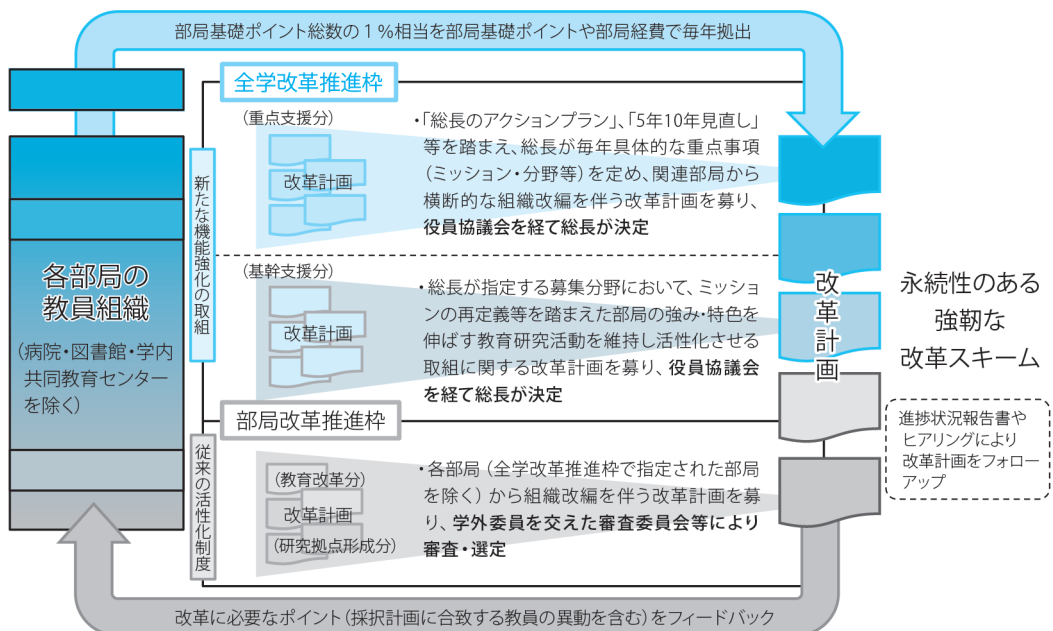 部局基礎ポイント総数の1%相当を部局基礎ポイントや部局経費で毎年拠出
全学改革推進枠
(重点支援分)
改革計画
・「総長のアクションプラン」、「5年10年見直し」
等を踏まえ、総長が毎年具体的な重点事項
(ミッション・分野等)を定め、関連部局から
横断的な組織改編を伴う改革計画を募り、
役員協議会を経て総長が決定
新たな機能強化の取組
各部局の
教員組織
(病院・図書館・学内
共同教育センター
を除く)
(基幹支援分)
改革計画
・総長が指定する募集分野において、ミッショ
ンの再定義等を踏まえた部局の強み・特色を
伸ばす教育研究活動を維持し活性化させる
取組に関する改革計画を募り、役員協議会
を経て総長が決定
改革計画
永続性のある
強靭な
改革スキーム
進捗状況報告書や
ヒアリングにより
改革計画をフォロー
アップ
部局改革推進枠
従来の活性化制度
(教育改革分)
改革計画
(研究拠点形成分)
・各部局(全学改革推進枠で指定された部局
を除く)から組織改編を伴う改革計画を募
り、学外委員を交えた審査委員会等により
審査・選定
改革に必要なポイント(採択計画に合致する教員の異動を含む)をフィードバック